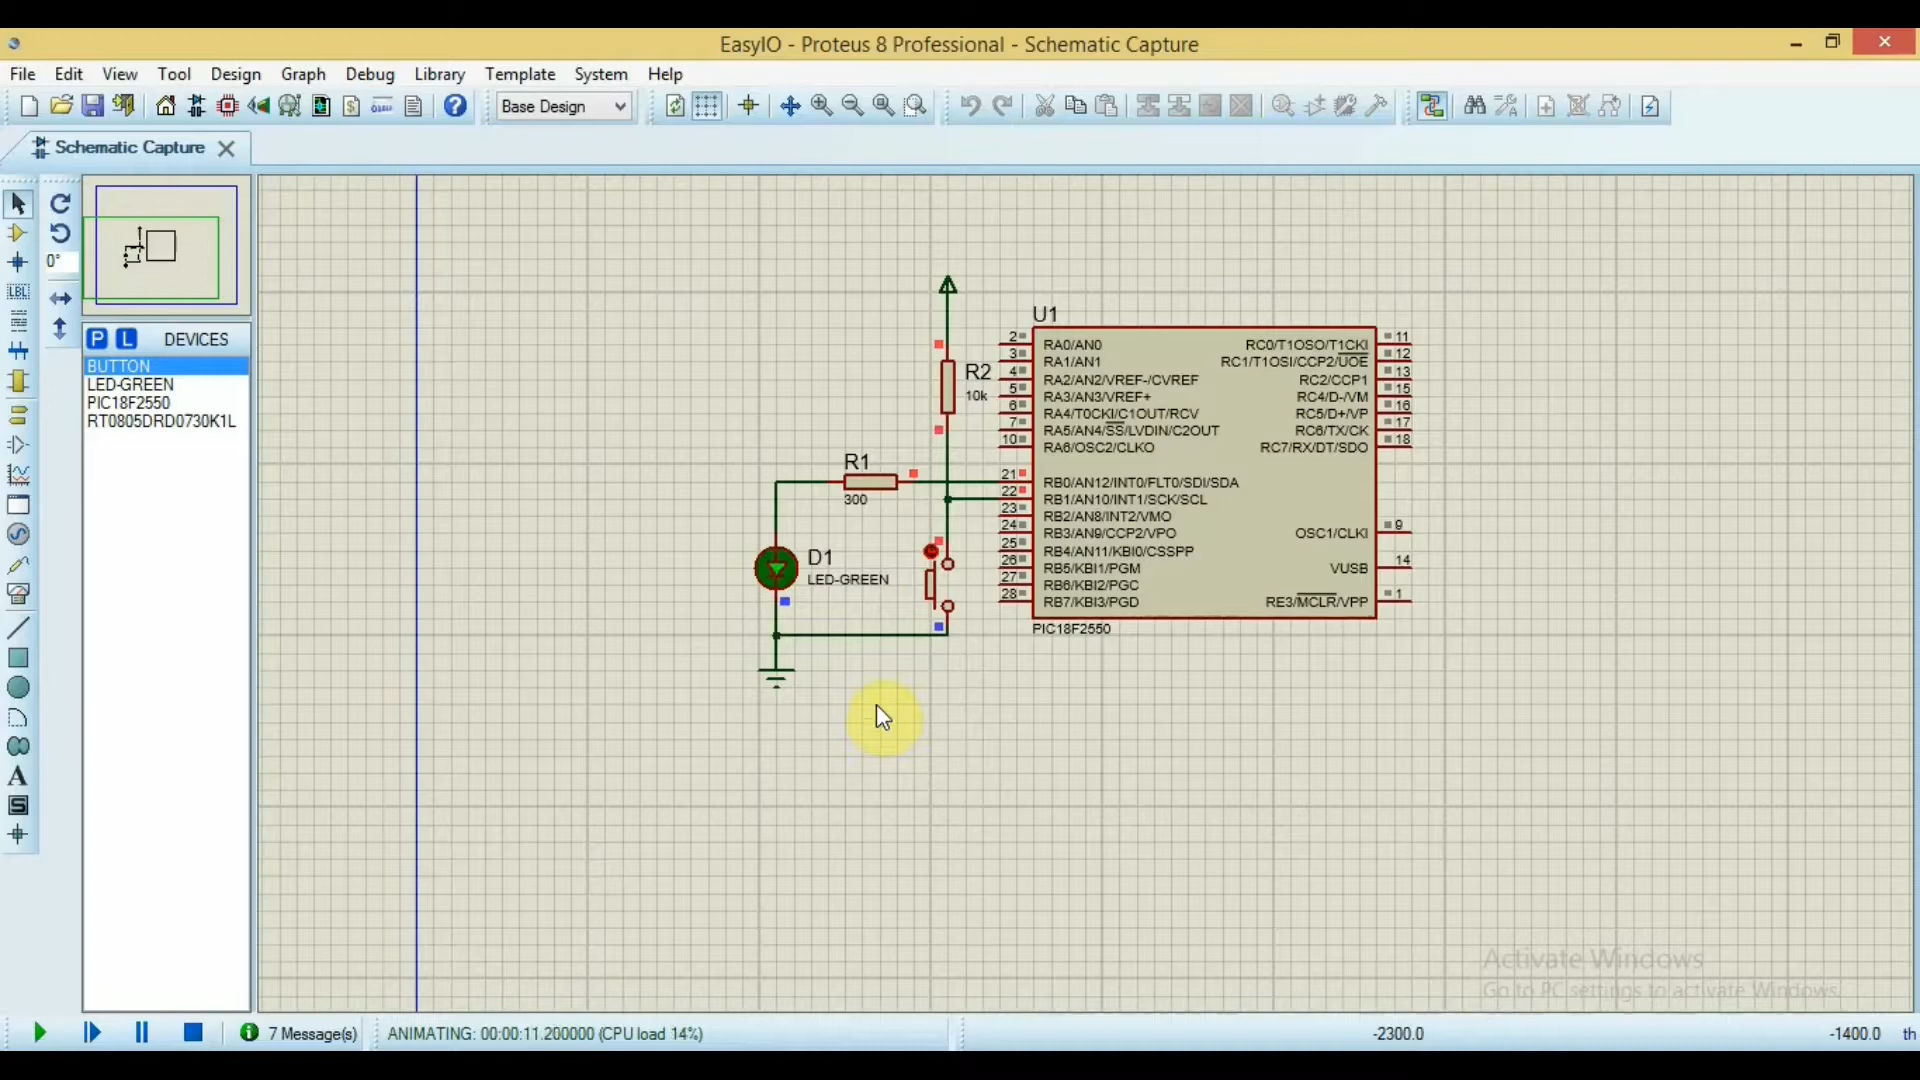 EasyIO - Proteus 8 Professional - Schematic Capture
File Edit View Tool Design Graph Debug Library Template System Help
Base Design
Schematic Capture
LBL
0°
P L DEVICES
BUTTON
LED-GREEN
PIC18F2550
RT0805DRD0730K1L
A
S
R2
10k
R1
300
D1
LED-GREEN
U1
2 RA0/AN0
3 RA1/AN1
4 RA2/AN2/VREF-/CVREF
5 RA3/AN3/VREF+
6 RA4/T0CKI/C1OUT/RCV
7 RA5/AN4/SS/LVDIN/C2OUT
10 RA6/OSC2/CLKO
21 RB0/AN12/INT0/FLT0/SDI/SDA
22 RB1/AN10/INT1/SCK/SCL
23 RB2/AN8/INT2/VMO
24 RB3/AN9/CCP2/VPO
25 RB4/AN11/KBI0/CSSPP
26 RB5/KBI1/PGM
27 RB6/KBI2/PGC
28 RB7/KBI3/PGD
RC0/T1OSO/T1CKI 11
RC1/T1OSI/CCP2/UOE 12
RC2/CCP1 13
RC4/D-/VM 15
RC5/D+/VP 16
RC6/TX/CK 17
RC7/RX/DT/SDO 18
OSC1/CLKI 9
VUSB 14
RE3/MCLR/VPP 1
PIC18F2550
Activate Windows
Go to PC settings to activate Windows.
7 Message(s)
ANIMATING: 00:00:11.200000 (CPU load 14%)
-2300.0
-1400.0
th